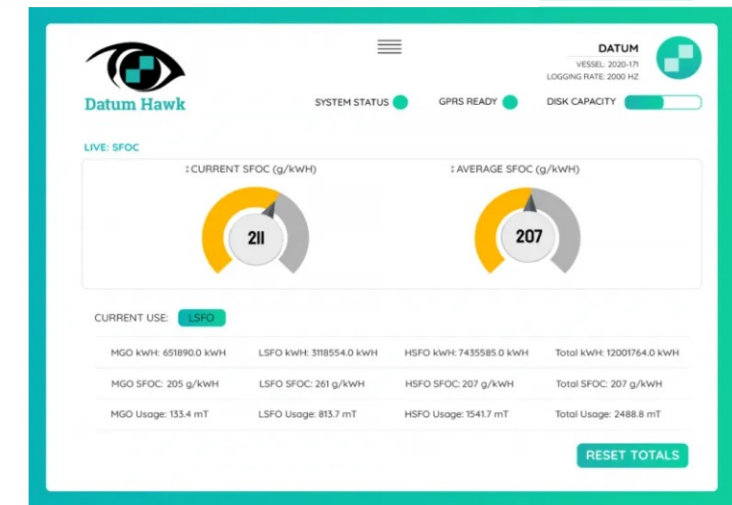 Datum Hawk
DATUM
VESSEL: 2020-171
LOGGING RATE: 2000 HZ
SYSTEM STATUS
GPRS READY
DISK CAPACITY
LIVE: SFOC
CURRENT SFOC (g/kWH)
AVERAGE SFOC (g/kWH)
211
207
CURRENT USE: LSFO
MGO kWH: 651890.0 kWH LSFO kWH: 3118554.0 kWH HSFO kWH: 7435585.0 kWH Total kWH: 12001764.0 kWH
MGO SFOC: 205 g/kWH LSFO SFOC: 261 g/kWH HSFO SFOC: 207 g/kWH Total SFOC: 207 g/kWH
MGO Usage: 133.4 mT LSFO Usage: 813.7 mT HSFO Usage: 1541.7 mT Total Usage: 2488.8 mT
RESET TOTALS